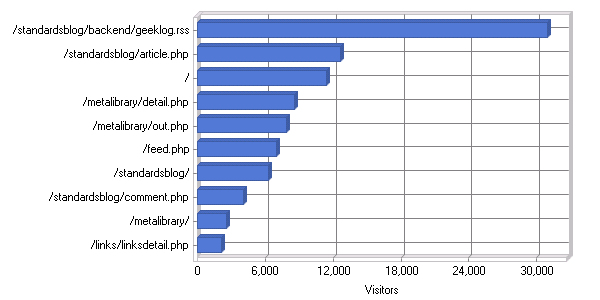 /standardsblog/backend/geeklog.rss
/standardsblog/article.php
/
/metalibrary/detail.php
/metalibrary/out.php
/feed.php
/standardsblog/
/standardsblog/comment.php
/metalibrary/
/links/linksdetail.php
0 6,000 12,000 18,000 24,000 30,000
Visitors